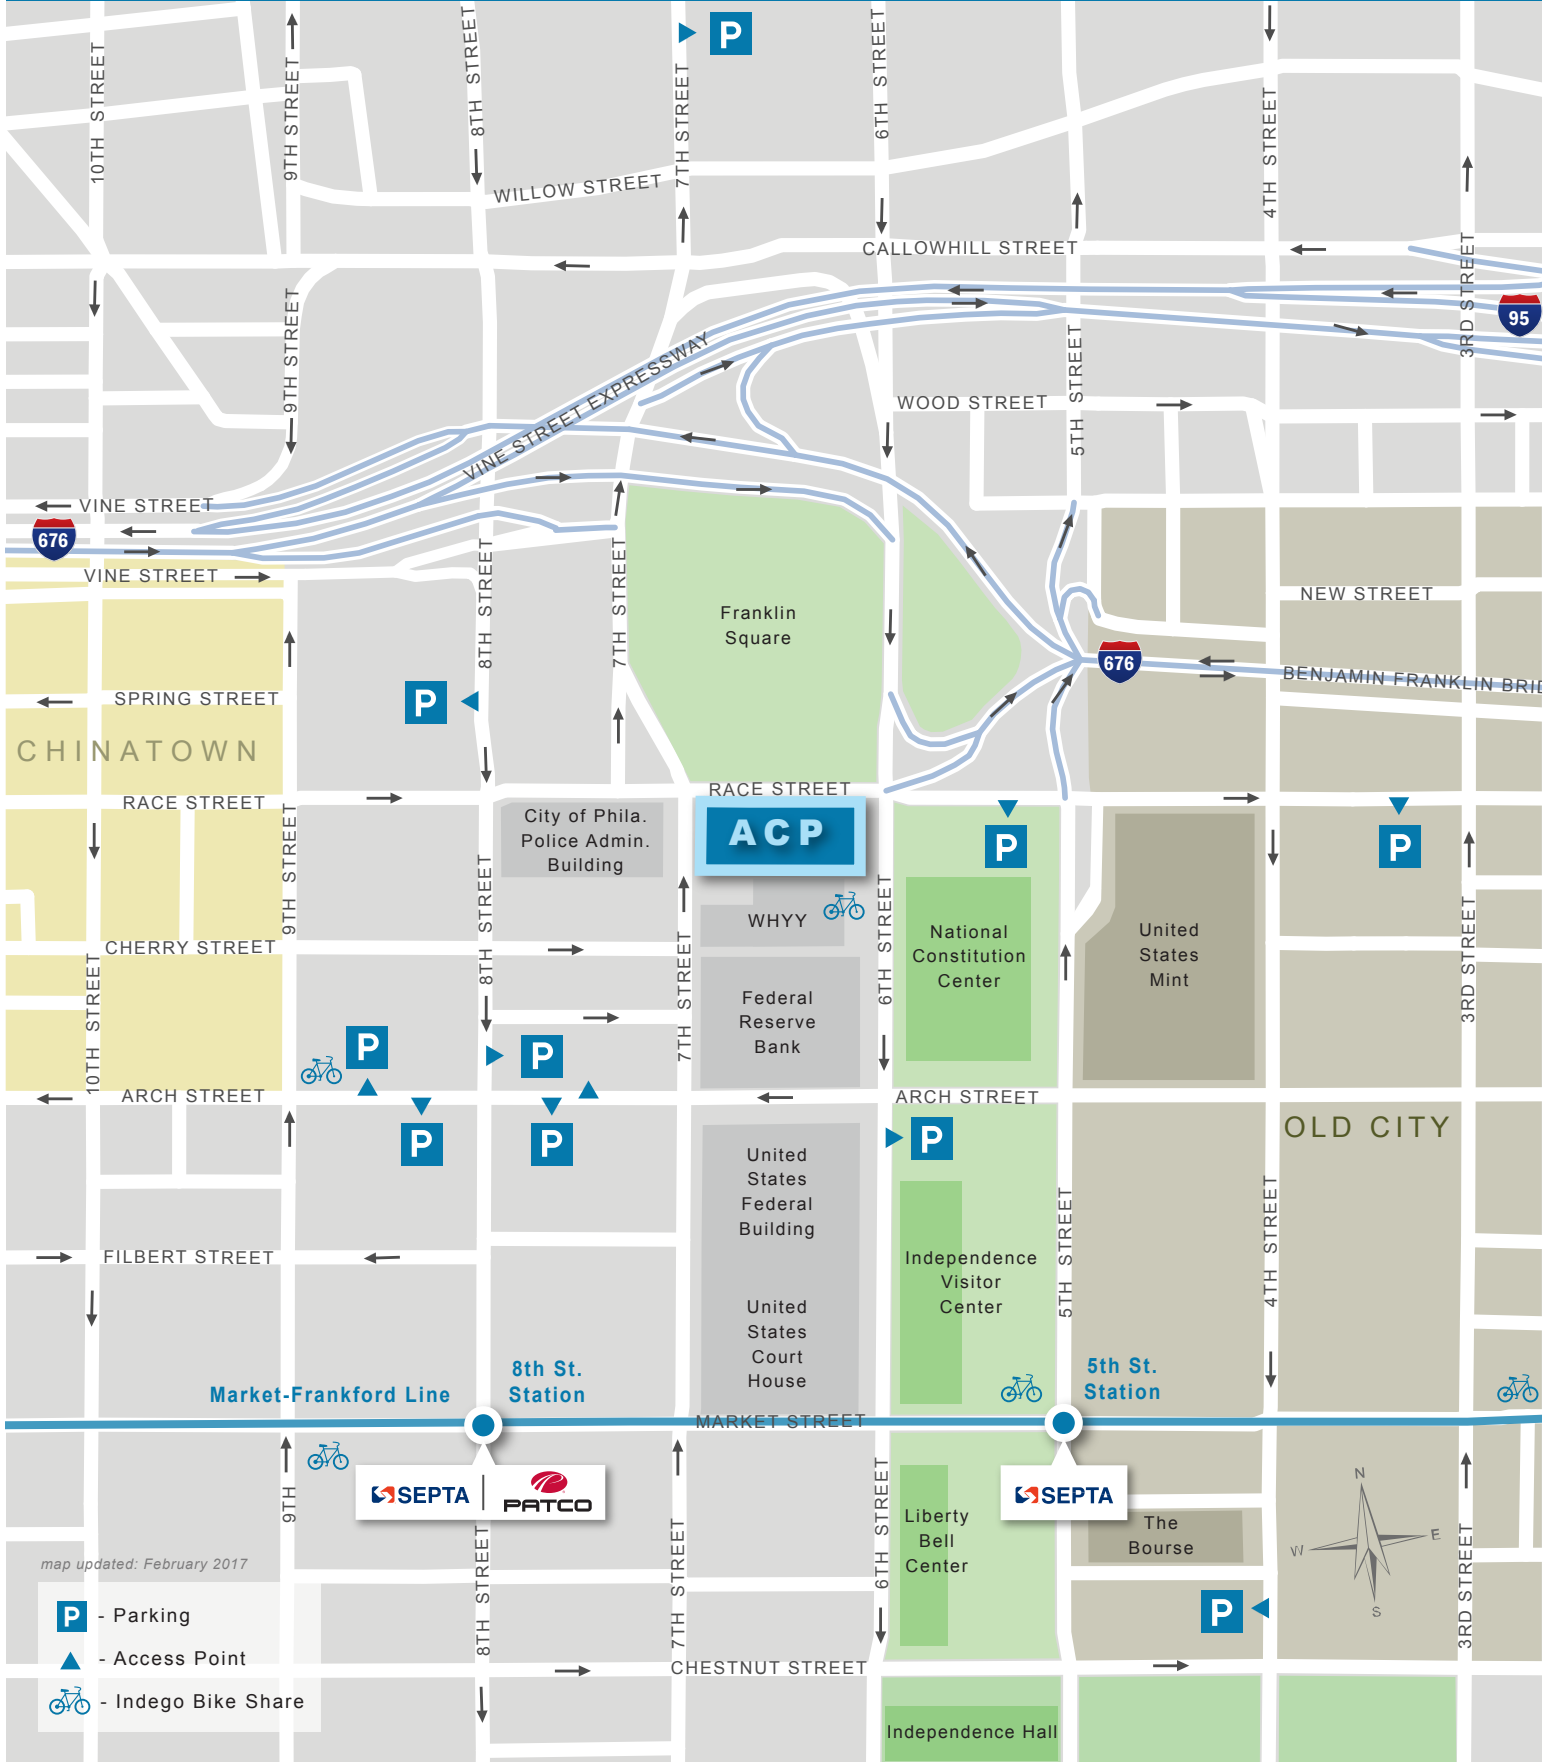 P
10TH STREET
9TH STREET
8TH STREET
7TH STREET
6TH STREET
4TH STREET
WILLOW STREET
CALLOWHILL STREET
3RD STREET
95
9TH STREET
5TH STREET
VINE STREET EXPRESSWAY
WOOD STREET
VINE STREET
676
VINE STREET
8TH STREET
7TH STREET
Franklin
Square
NEW STREET
676
BENJAMIN FRANKLIN BRID
SPRING STREET
P
CHINATOWN
RACE STREET
RACE STREET
City of Phila.
Police Admin.
Building
ACP
P
P
9TH STREET
8TH STREET
6TH STREET
WHYY
National
Constitution
Center
United
States
Mint
CHERRY STREET
3RD STREET
10TH STREET
7TH STREET
Federal
Reserve
Bank
P
P
ARCH STREET
ARCH STREET
P
P
P
OLD CITY
United
States
Federal
Building
5TH STREET
4TH STREET
FILBERT STREET
Independence
Visitor
Center
United
States
Court
House
8th St.
Station
5th St.
Station
Market-Frankford Line
MARKET STREET
9TH
SEPTA
PATCO
SEPTA
8TH STREET
7TH STREET
6TH STREET
Liberty
Bell
Center
The
Bourse
N
E
W
S
3RD STREET
map updated: February 2017
P - Parking
- Access Point
- Indego Bike Share
P
CHESTNUT STREET
Independence Hall